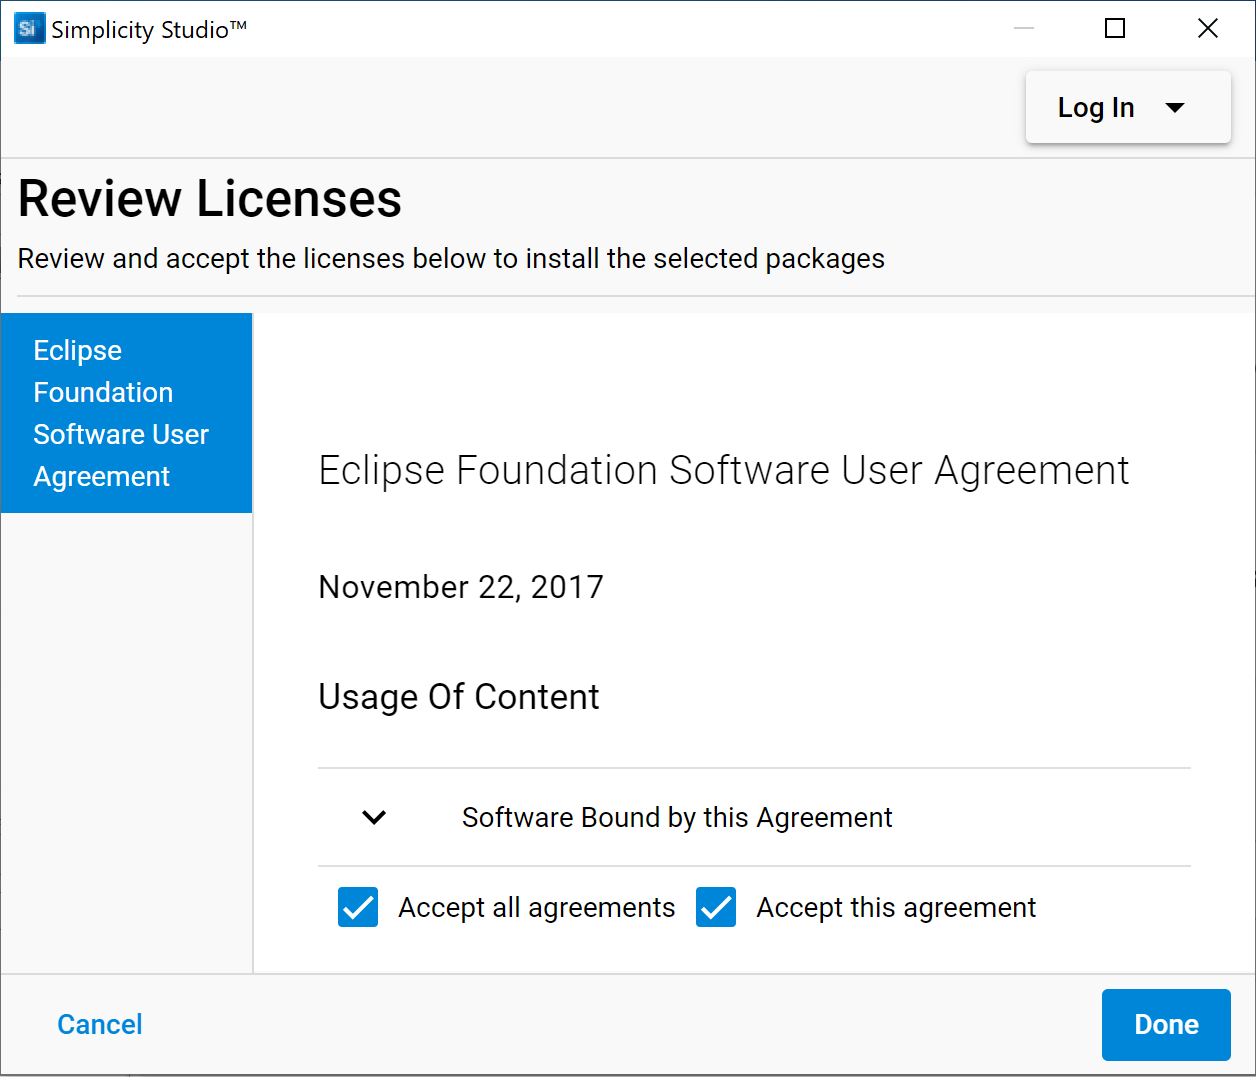 Si
Simplicity Studio™
Log In
Review Licenses
Review and accept the licenses below to install the selected packages
Eclipse
Foundation
Software User
Agreement
Eclipse Foundation Software User Agreement
November 22, 2017
Usage Of Content
Software Bound by this Agreement
Accept all agreements
Accept this agreement
Cancel
Done